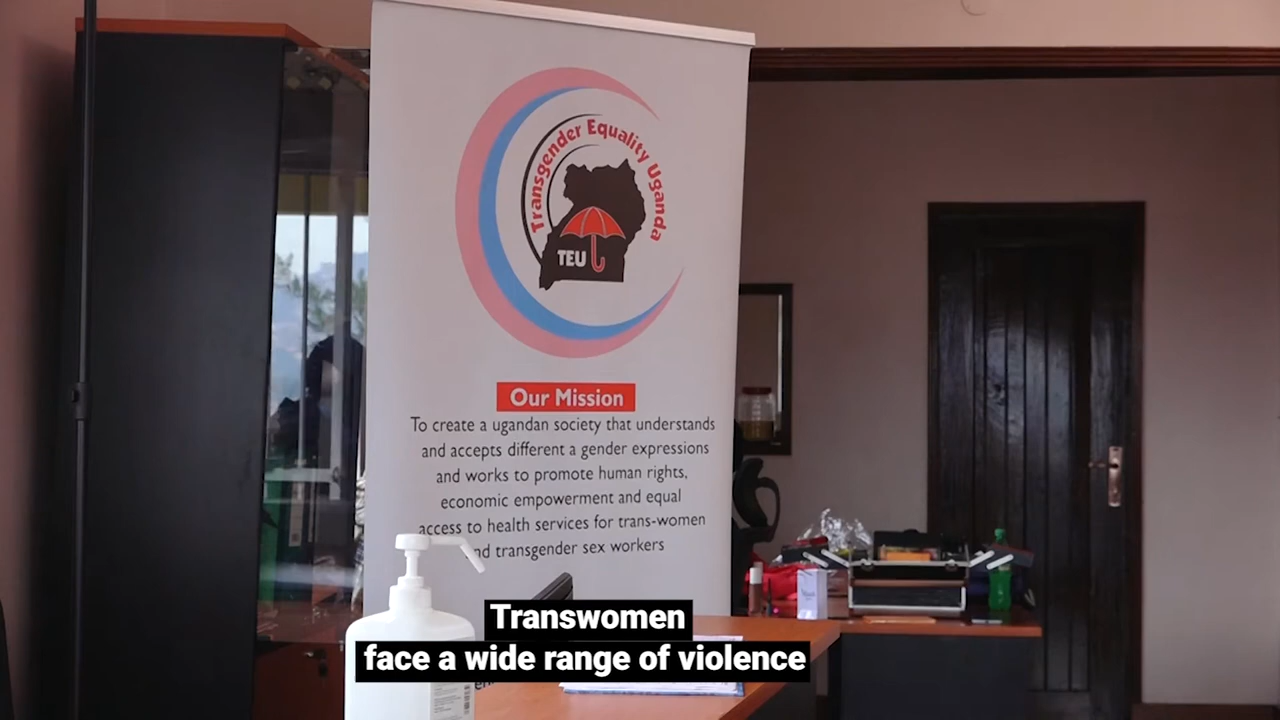 Transgender Equality Uganda
TEU
Our Mission
To create a ugandan society that understands
and accepts different a gender expressions
and works to promote human rights,
economic empowerment and equal
access to health services for trans-women
nd transgender sex workers
Transwomen
face a wide range of violence